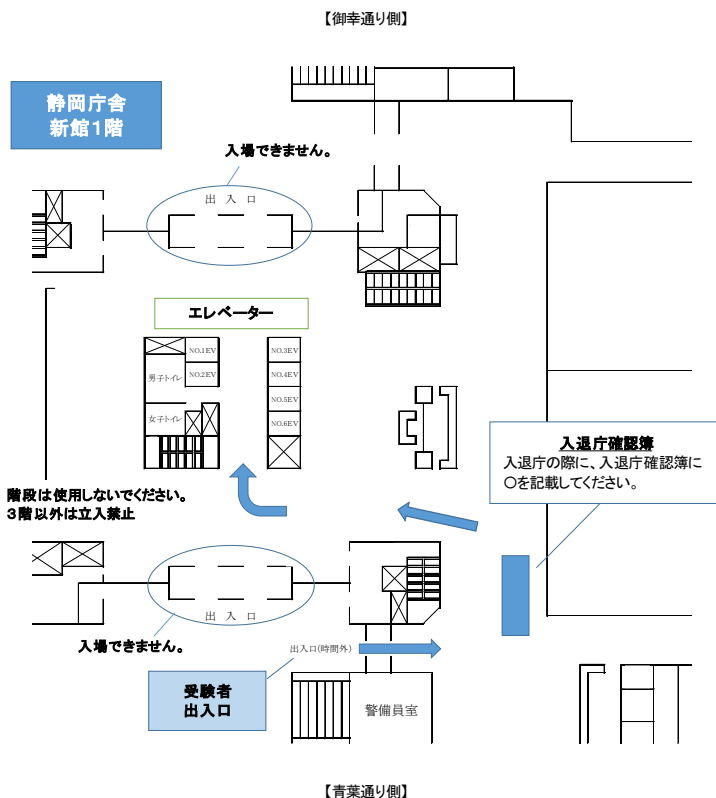 【御幸通り側】
静岡庁舎
新館1階
入場できません。
出 入 口
エレベーター
NO.1EV
NO.3EV
男子トイレ
NO.2EV
NO.4EV
NO.5EV
女子トイレ
NO.6EV
入退庁確認簿
入退庁の際に、入退庁確認簿に
○を記載してください。
階段は使用しないでください。
3階以外は立入禁止
出 入 口
入場できません。
出入口(時間外)
受験者
出入口
警備員室
【青葉通り側】